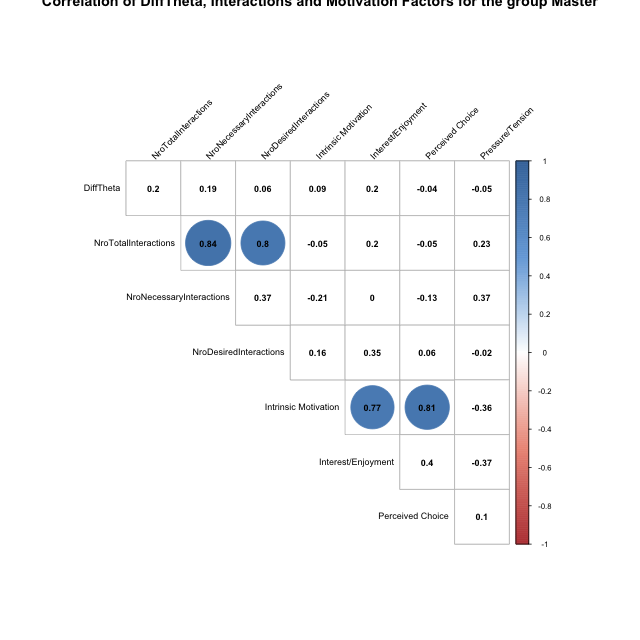 Correlation of DiffTheta, Interactions and Motivation Factors for the group Master
NroTotalInteractions
NroNecessaryInteractions
NroDesiredInteractions
Intrinsic Motivation
Interest/Enjoyment
Perceived Choice
Pressure/Tension
DiffTheta 0.2 0.19 0.06 0.09 0.2 -0.04 -0.05
NroTotalInteractions 0.84 0.8 -0.05 0.2 -0.05 0.23
NroNecessaryInteractions 0.37 -0.21 0 -0.13 0.37
NroDesiredInteractions 0.16 0.35 0.06 -0.02
Intrinsic Motivation 0.77 0.81 -0.36
Interest/Enjoyment 0.4 -0.37
Perceived Choice 0.1
1
0.8
0.6
0.4
0.2
0
-0.2
-0.4
-0.6
-0.8
-1